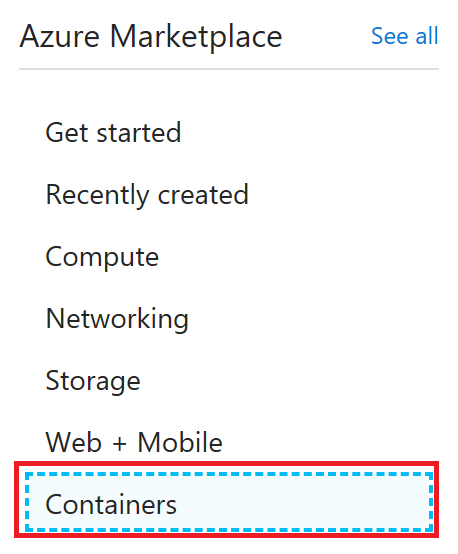 Azure Marketplace See all
Get started
Recently created
Compute
Networking
Storage
Web + Mobile
Containers